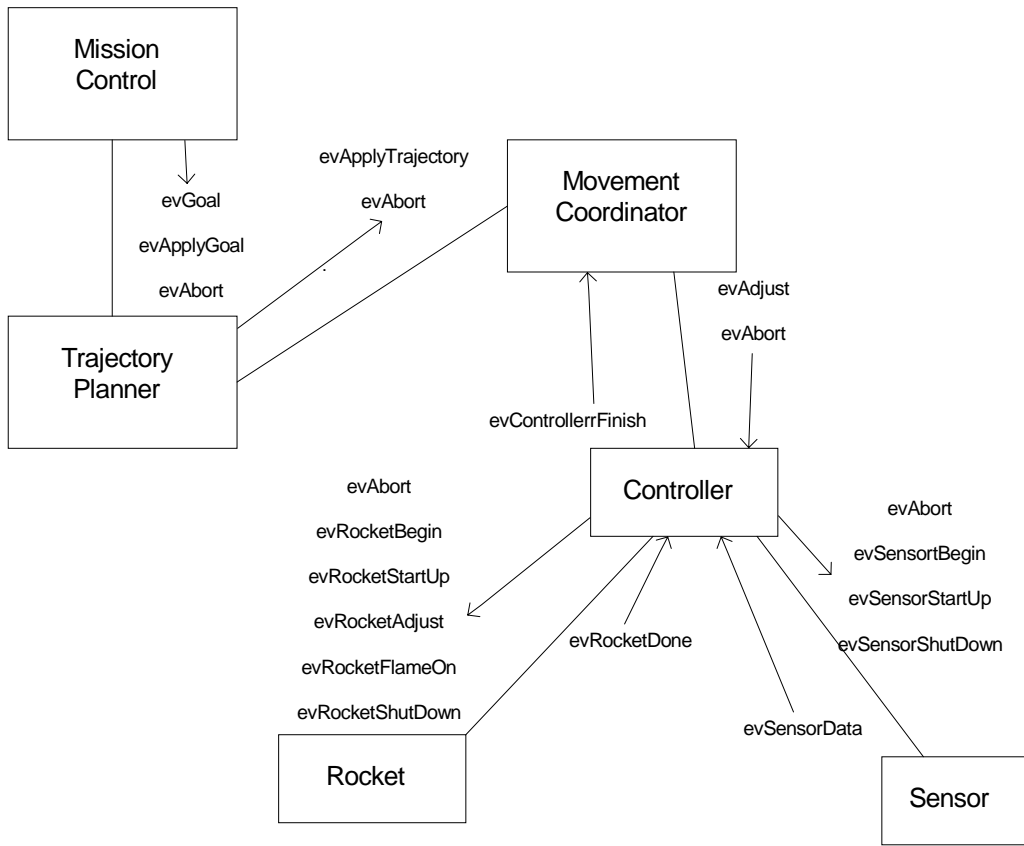 Mission
Control
evGoal
evApplyGoal
evAbort
Trajectory
Planner
evApplyTrajectory
evAbort
Movement
Coordinator
evAdjust
evAbort
evControllerrFinish
Controller
evAbort
evRocketBegin
evRocketStartUp
evRocketAdjust
evRocketFlameOn
evRocketShutDown
evRocketDone
evSensorData
evAbort
evSensortBegin
evSensorStartUp
evSensorShutDown
Rocket
Sensor